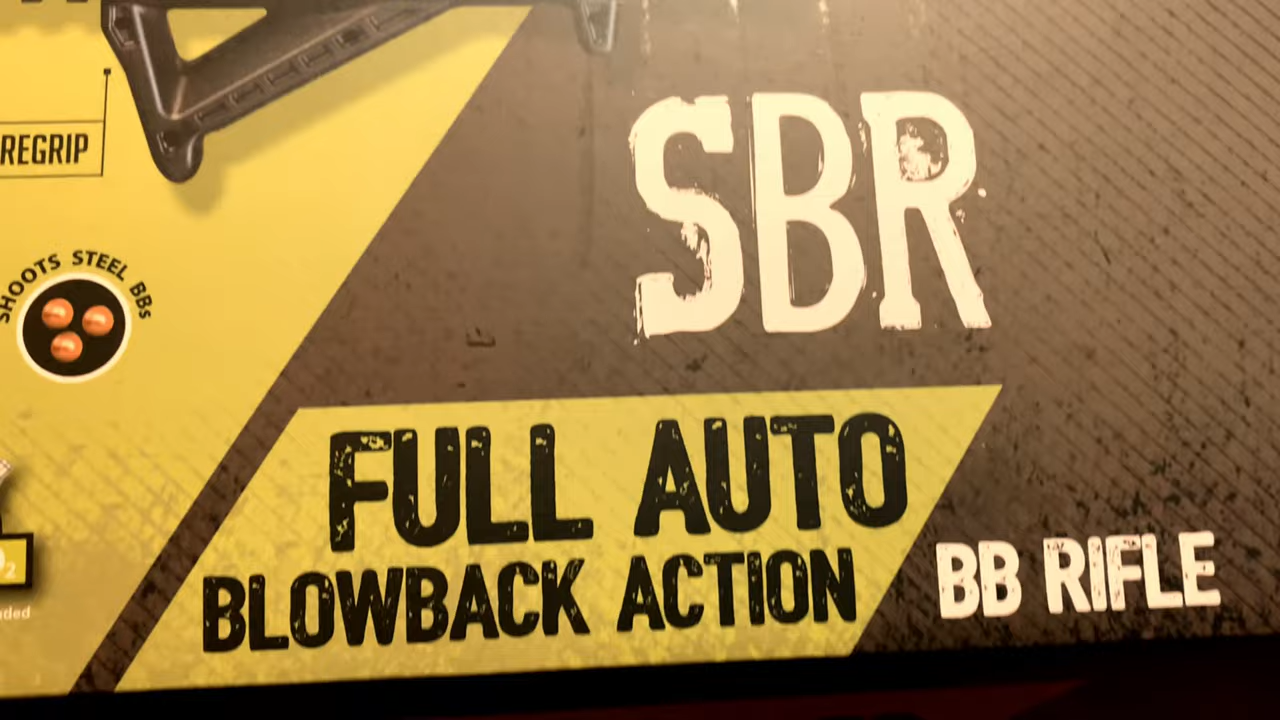 SBR
REGRIP
SHOOTS STEEL BBs
FULL AUTO
BLOWBACK ACTION
BB RIFLE